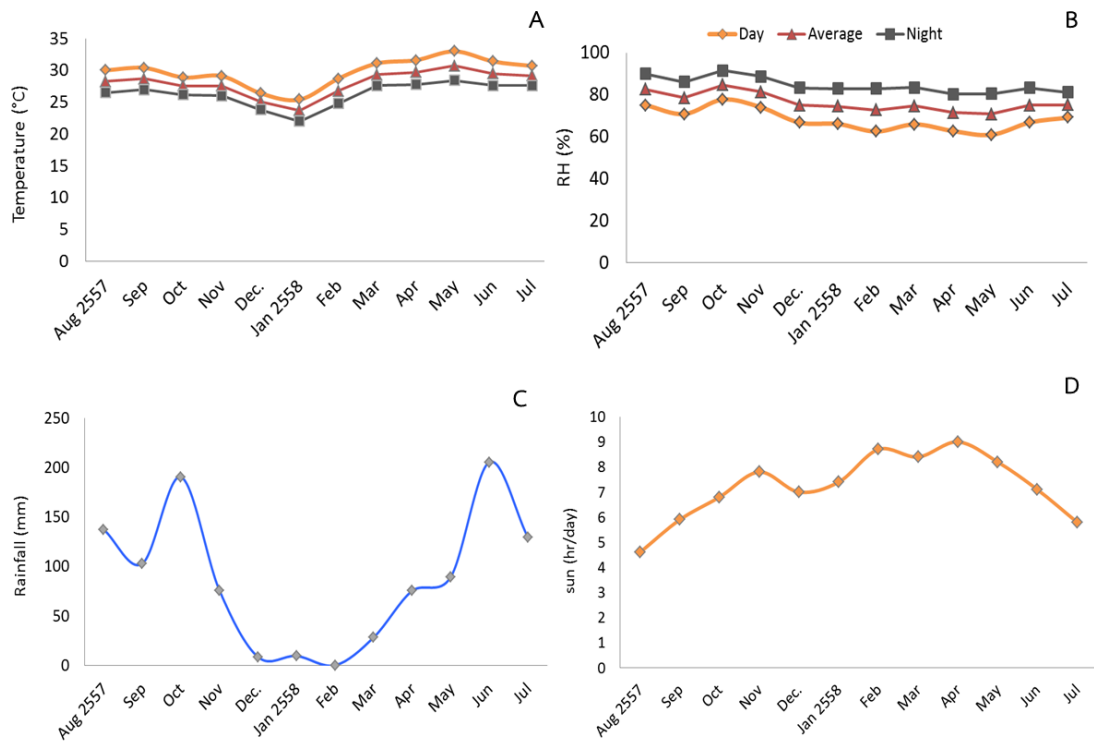 A
35
30
25
20
15
10
5
0
Temperature (°C)
Aug 2557
Sep
Oct
Nov
Dec.
Jan 2558
Feb
Mar
Apr
May
Jun
Jul
B
Day
Average
Night
100
80
60
40
20
0
RH (%)
Aug 2557
Sep
Oct
Nov
Dec.
Jan 2558
Feb
Mar
Apr
May
Jun
Jul
C
250
200
150
100
50
0
Rainfall (mm)
Aug 2557
Sep
Oct
Nov
Dec.
Jan 2558
Feb
Mar
Apr
May
Jun
Jul
D
10
9
8
7
6
5
4
3
2
1
0
sun (hr/day)
Aug 2557
Sep
Oct
Nov
Dec.
Jan 2558
Feb
Mar
Apr
May
Jun
Jul